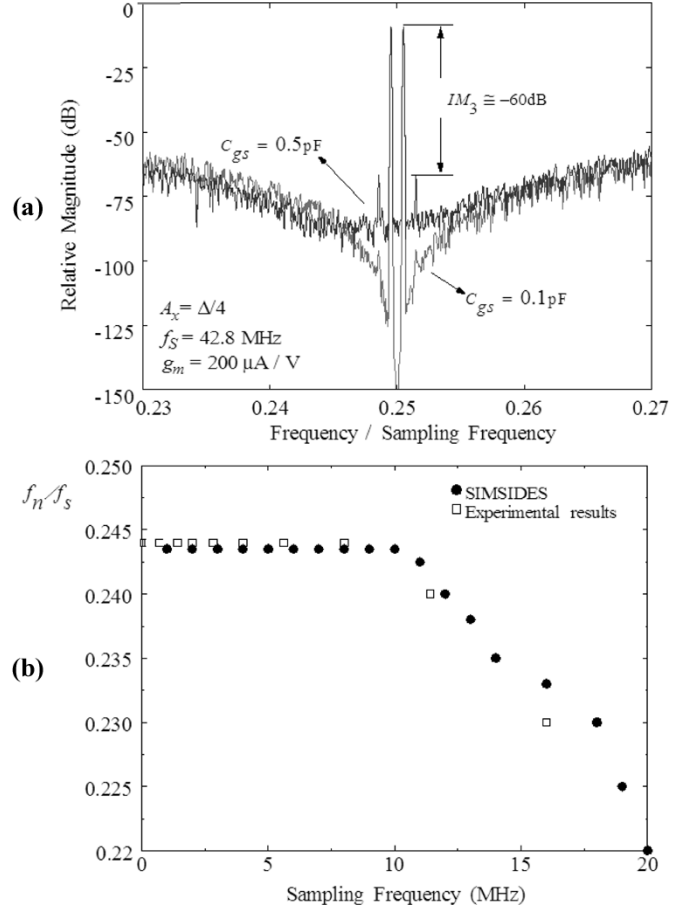 (a)
Relative Magnitude (dB)
0
-25
-50
-75
-100
-125
-150
IM3 ≅ −60dB
Cgs = 0.5pF
Cgs = 0.1pF
Ax = Δ/4
fS = 42.8 MHz
gm = 200 µA / V
0.23 0.24 0.25 0.26 0.27
Frequency / Sampling Frequency
(b)
fn/fs
0.250
0.245
0.240
0.235
0.230
0.225
0.22
SIMSIDES
Experimental results
0 5 10 15 20
Sampling Frequency (MHz)